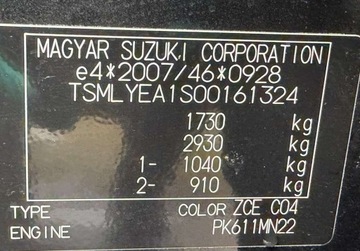 MAGYAR SUZUKI CORPORATION
e4*2007/46*0928
TSMLYEA1S00161324
1730 kg
2930 kg
1- 1040 kg
2- 910 kg
TYPE COLOR ZCE C04
ENGINE PK611MN22